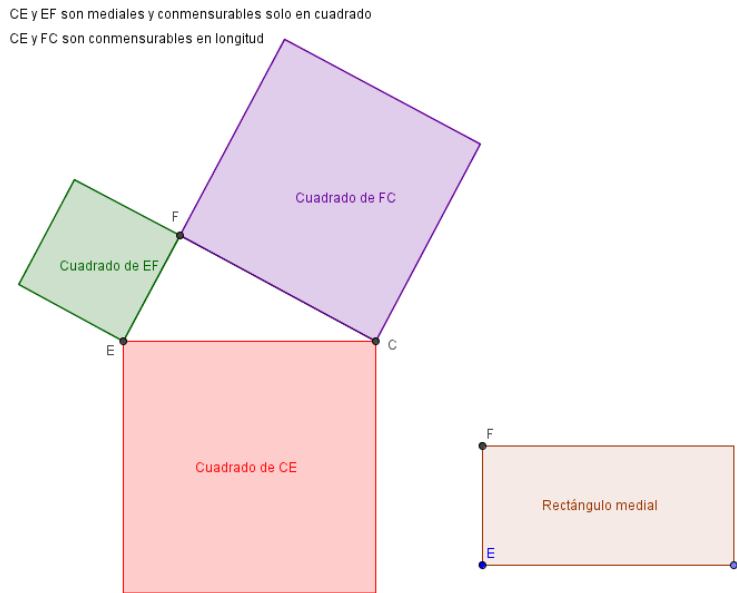 CE y EF son mediales y conmensurables solo en cuadrado
CE y FC son conmensurables en longitud
Cuadrado de FC
F
Cuadrado de EF
E
C
F
Cuadrado de CE
Rectángulo medial
E